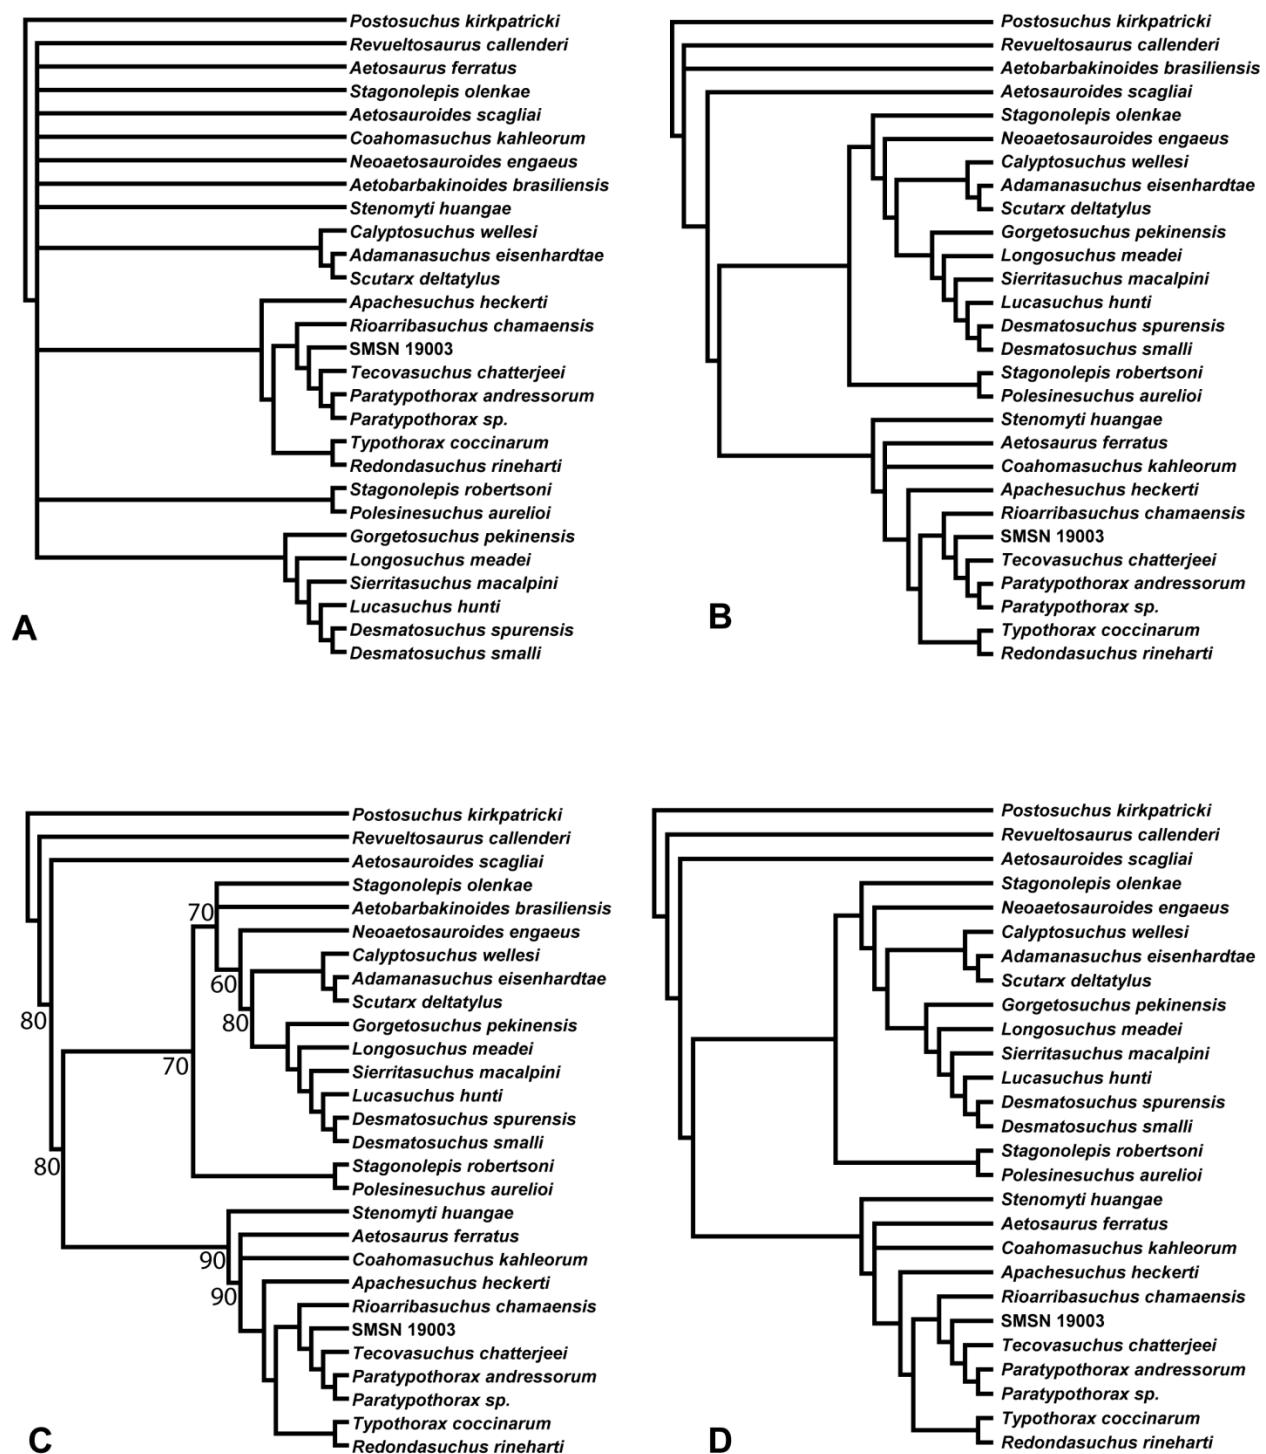 Postosuchus kirkpatricki
Revueltosaurus callenderi
Aetosaurus ferratus
Stagonolepis olenkae
Aetosauroides scagliai
Coahomasuchus kahleorum
Neoaetosauroides engaeus
Aetobarbakinoides brasiliensis
Stenomyti huangae
Calyptosuchus wellesi
Adamanasuchus eisenhardtae
Scutarx deltatylus
Apachesuchus heckerti
Rioarribasuchus chamaensis
SMSN 19003
Tecovasuchus chatterjeei
Paratypothorax andressorum
Paratypothorax sp.
Typothorax coccinarum
Redondasuchus rineharti
Stagonolepis robertsoni
Polesinesuchus aurelioi
Gorgetosuchus pekinensis
Longosuchus meadei
Sierritasuchus macalpini
Lucasuchus hunti
Desmatosuchus spurensis
Desmatosuchus smalli
A
Postosuchus kirkpatricki
Revueltosaurus callenderi
Aetobarbakinoides brasiliensis
Aetosauroides scagliai
Stagonolepis olenkae
Neoaetosauroides engaeus
Calyptosuchus wellesi
Adamanasuchus eisenhardtae
Scutarx deltatylus
Gorgetosuchus pekinensis
Longosuchus meadei
Sierritasuchus macalpini
Lucasuchus hunti
Desmatosuchus spurensis
Desmatosuchus smalli
Stagonolepis robertsoni
Polesinesuchus aurelioi
Stenomyti huangae
Aetosaurus ferratus
Coahomasuchus kahleorum
Apachesuchus heckerti
Rioarribasuchus chamaensis
SMSN 19003
Tecovasuchus chatterjeei
Paratypothorax andressorum
Paratypothorax sp.
Typothorax coccinarum
Redondasuchus rineharti
B
Postosuchus kirkpatricki
Revueltosaurus callenderi
Aetosauroides scagliai
Stagonolepis olenkae
70
Aetobarbakinoides brasiliensis
Neoaetosauroides engaeus
Calyptosuchus wellesi
60
Adamanasuchus eisenhardtae
Scutarx deltatylus
80
80
Gorgetosuchus pekinensis
Longosuchus meadei
70
Sierritasuchus macalpini
Lucasuchus hunti
Desmatosuchus spurensis
Desmatosuchus smalli
80
Stagonolepis robertsoni
Polesinesuchus aurelioi
Stenomyti huangae
Aetosaurus ferratus
90
Coahomasuchus kahleorum
Apachesuchus heckerti
90
Rioarribasuchus chamaensis
SMSN 19003
Tecovasuchus chatterjeei
Paratypothorax andressorum
Paratypothorax sp.
Typothorax coccinarum
Redondasuchus rineharti
C
Postosuchus kirkpatricki
Revueltosaurus callenderi
Aetosauroides scagliai
Stagonolepis olenkae
Neoaetosauroides engaeus
Calyptosuchus wellesi
Adamanasuchus eisenhardtae
Scutarx deltatylus
Gorgetosuchus pekinensis
Longosuchus meadei
Sierritasuchus macalpini
Lucasuchus hunti
Desmatosuchus spurensis
Desmatosuchus smalli
Stagonolepis robertsoni
Polesinesuchus aurelioi
Stenomyti huangae
Aetosaurus ferratus
Coahomasuchus kahleorum
Apachesuchus heckerti
Rioarribasuchus chamaensis
SMSN 19003
Tecovasuchus chatterjeei
Paratypothorax andressorum
Paratypothorax sp.
Typothorax coccinarum
Redondasuchus rineharti
D